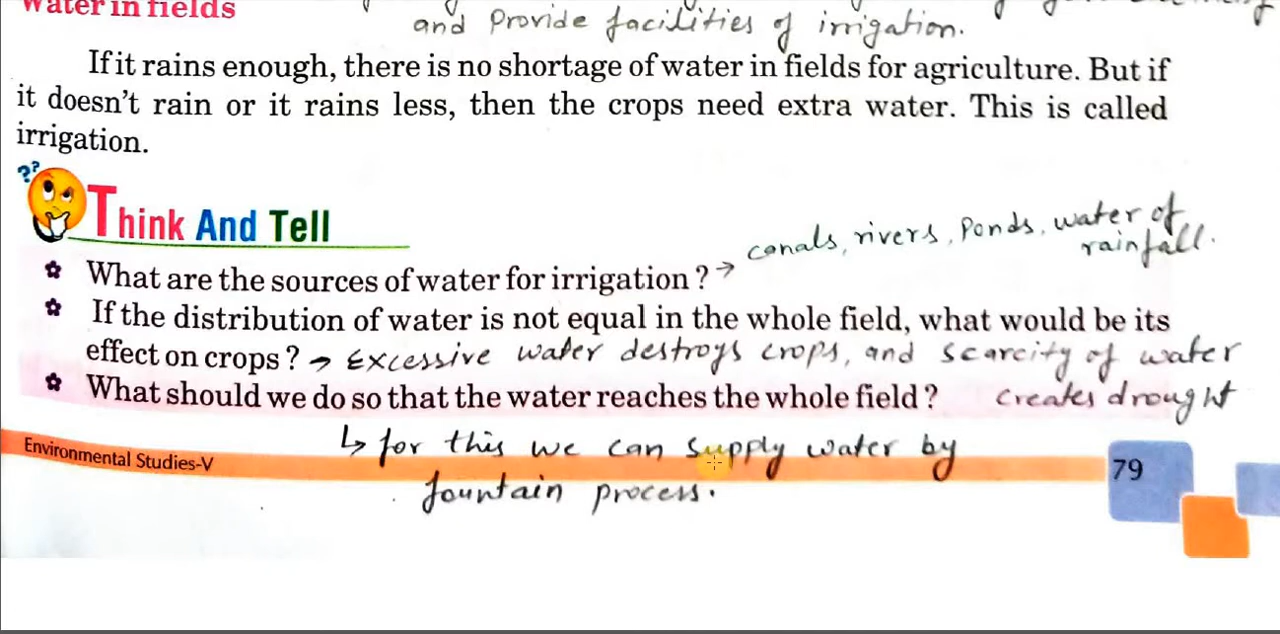 Water in fields
and Provide facilities of irrigation.
If it rains enough, there is no shortage of water in fields for agriculture. But if
it doesn't rain or it rains less, then the crops need extra water. This is called
irrigation.
??
Think And Tell
canals, rivers, Ponds, water of
rainfall.
What are the sources of water for irrigation ? →
If the distribution of water is not equal in the whole field, what would be its
effect on crops ? → Excessive water destroys crops, and scarcity of water
What should we do so that the water reaches the whole field ? creates drought
↳ for this we can supply water by
fountain process.
Environmental Studies-V
79